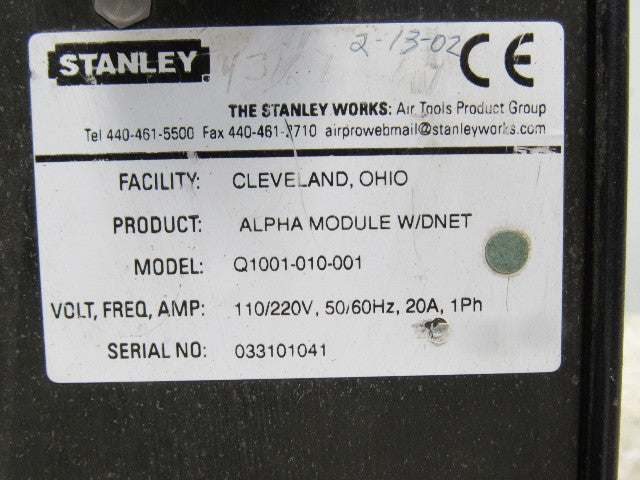 STANLEY
2-13-02
CE
THE STANLEY WORKS: Air Tools Product Group
Tel 440-461-5500 Fax 440-461-2710 airprowebmail@stanleyworks.com
FACILITY: CLEVELAND, OHIO
PRODUCT: ALPHA MODULE W/DNET
MODEL: Q1001-010-001
VOLT, FREQ, AMP: 110/220V, 50/60Hz, 20A, 1Ph
SERIAL NO: 033101041